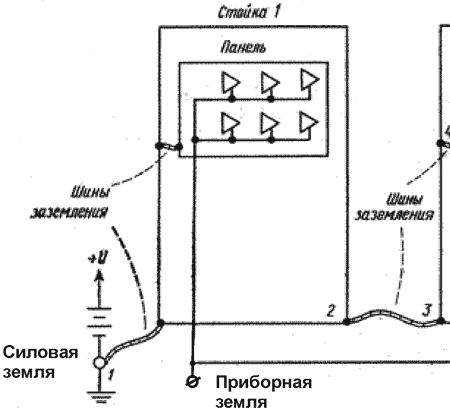 Стойка 1
Панель
4
Шины
заземления
Шины
заземления
+U
2
3
Силовая
земля
1
Приборная
земля